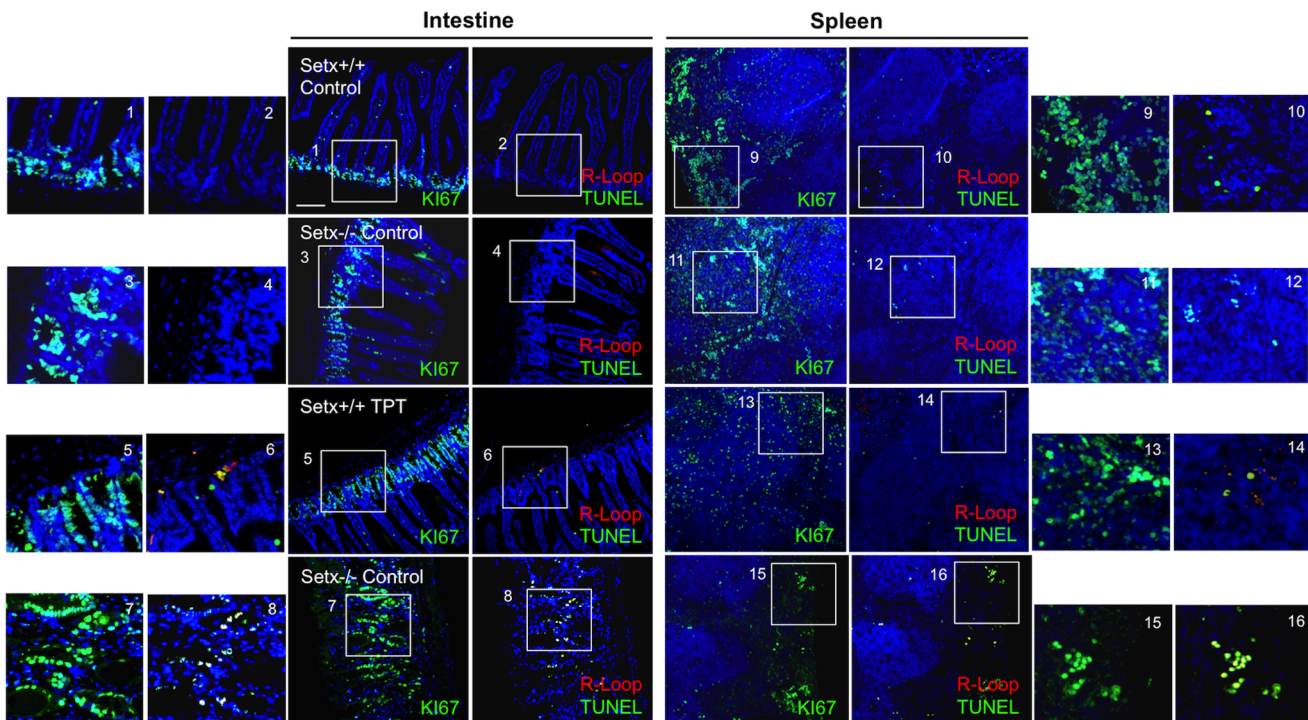 Intestine
Spleen
Setx+/+
Control
1
2
1
2
KI67
R-Loop
TUNEL
9
10
KI67
R-Loop
TUNEL
9
10
Setx-/- Control
3
4
3
4
KI67
R-Loop
TUNEL
11
12
KI67
R-Loop
TUNEL
11
12
Setx+/+ TPT
5
6
5
6
KI67
R-Loop
TUNEL
13
14
KI67
R-Loop
TUNEL
13
14
Setx-/- Control
7
8
7
8
KI67
R-Loop
TUNEL
15
16
KI67
R-Loop
TUNEL
15
16